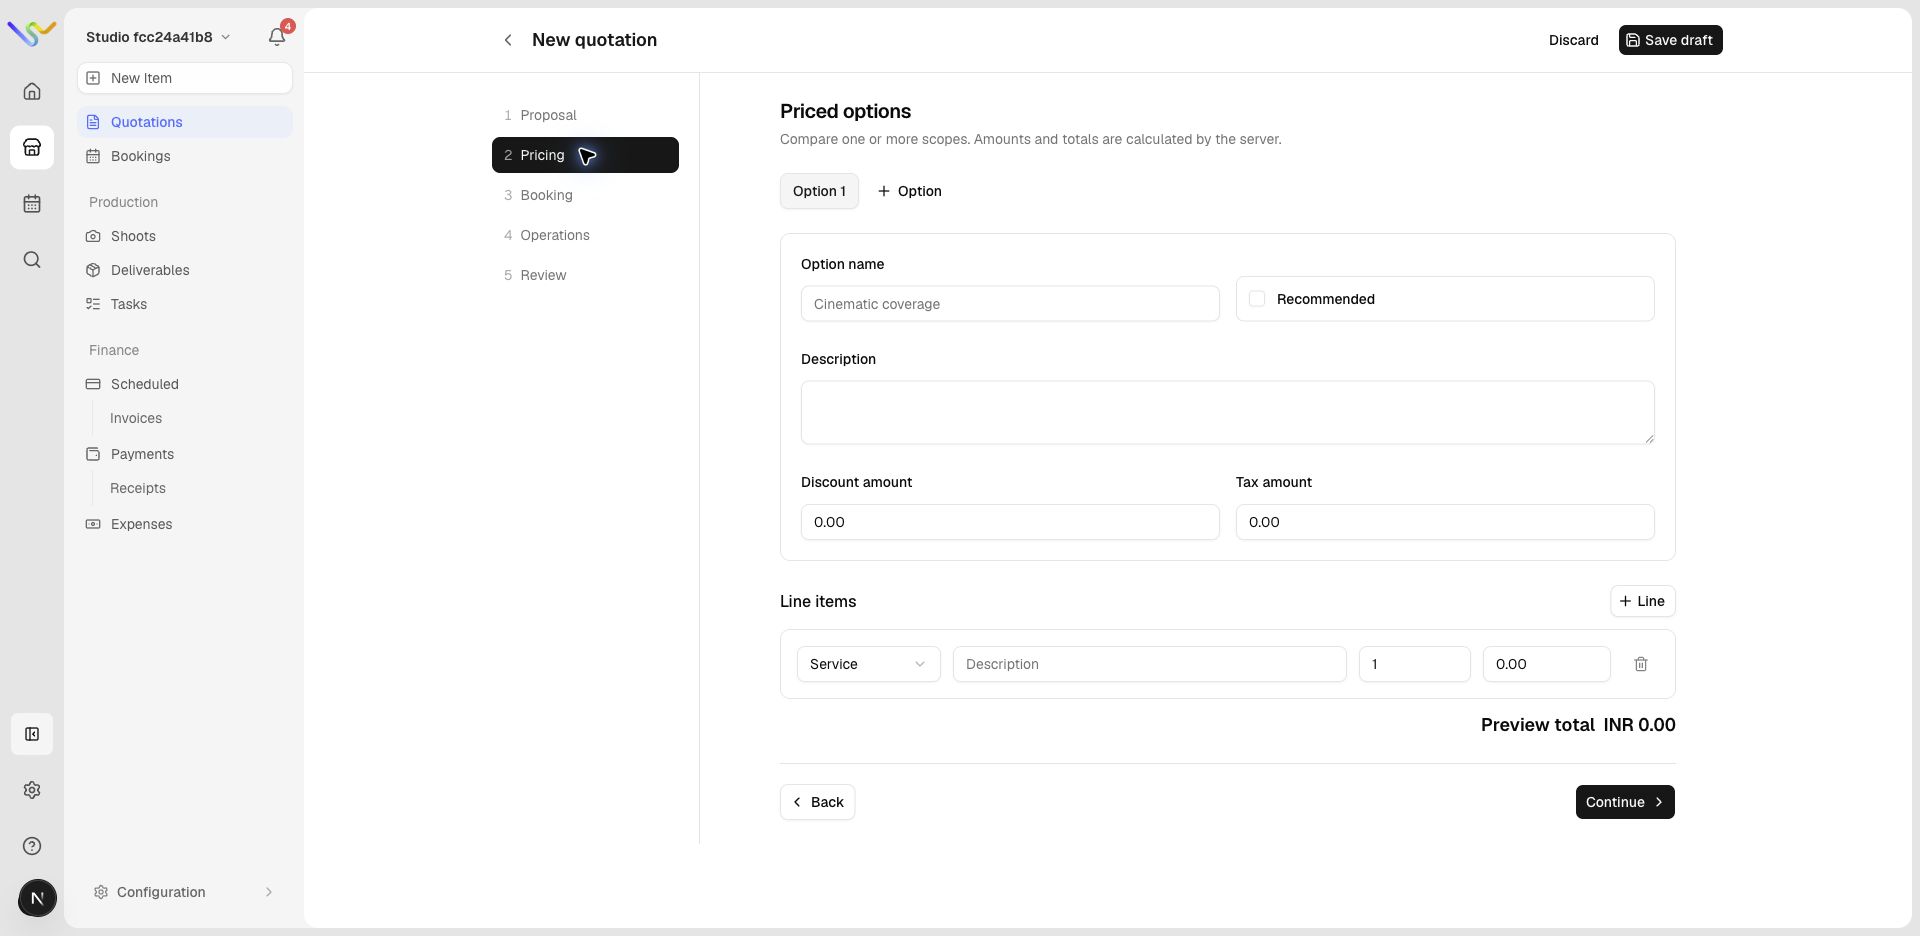 Studio fcc24a41b8
4
New Item
Quotations
Bookings
Production
Shoots
Deliverables
Tasks
Finance
Scheduled
Invoices
Payments
Receipts
Expenses
Configuration
N
New quotation
Discard
Save draft
1 Proposal
2 Pricing
3 Booking
4 Operations
5 Review
Priced options
Compare one or more scopes. Amounts and totals are calculated by the server.
Option 1
Option
Option name
Cinematic coverage
Recommended
Description
Discount amount
Tax amount
0.00
0.00
Line items
Line
Service
Description
1
0.00
Preview total INR 0.00
Back
Continue